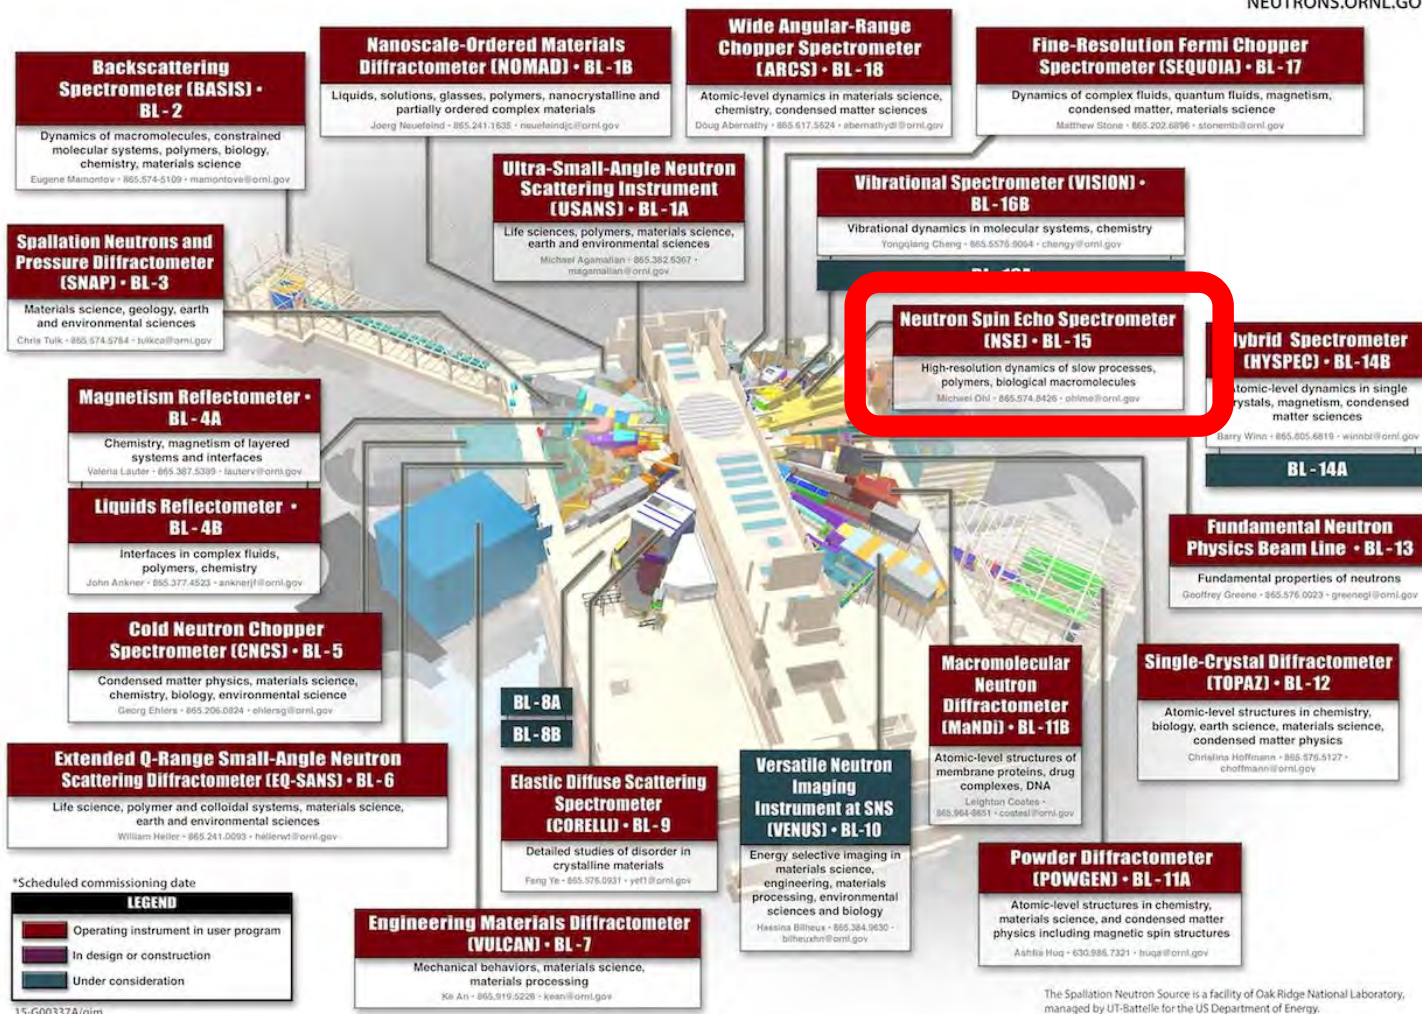 NEUTRONS.ORNL.GO
Backscattering
Spectrometer (BASIS) •
BL-2
Dynamics of macromolecules, constrained
molecular systems, polymers, biology,
chemistry, materials science
Eugene Mamontov • 865.574-5109 • mamontove@ornl.gov
Nanoscale-Ordered Materials
Diffractometer (NOMAD) • BL-1B
Liquids, solutions, glasses, polymers, nanocrystalline and
partially ordered complex materials
Joerg Neuefeind • 865.241.1635 • neuefeindjc@ornl.gov
Wide Angular-Range
Chopper Spectrometer
(ARCS) • BL-18
Atomic-level dynamics in materials science,
chemistry, condensed matter sciences
Doug Abernathy • 865.617.5624 • abernathydl@ornl.gov
Fine-Resolution Fermi Chopper
Spectrometer (SEQUOIA) • BL-17
Dynamics of complex fluids, quantum fluids, magnetism,
condensed matter, materials science
Matthew Stone • 865.202.6896 • stonemb@ornl.gov
Ultra-Small-Angle Neutron
Scattering Instrument
(USANS) • BL-1A
Life sciences, polymers, materials science,
earth and environmental sciences
Michael Agamalian • 865.382.5367 •
magamalian@ornl.gov
Vibrational Spectrometer (VISION) •
BL-16B
Vibrational dynamics in molecular systems, chemistry
Yongqiang Cheng • 865.5576.9064 • chengy@ornl.gov
Spallation Neutrons and
Pressure Diffractometer
(SNAP) • BL-3
Materials science, geology, earth
and environmental sciences
Chris Tulk • 865.574.5764 • tulkca@ornl.gov
Neutron Spin Echo Spectrometer
(NSE) • BL-15
High-resolution dynamics of slow processes,
polymers, biological macromolecules
Michael Ohl • 865.574.8426 • ohlme@ornl.gov
ybrid Spectrometer
(HYSPEC) • BL-14B
tomic-level dynamics in single
rystals, magnetism, condensed
matter sciences
Barry Winn • 865.805.6819 • winnbl@ornl.gov
BL-14A
Magnetism Reflectometer •
BL-4A
Chemistry, magnetism of layered
systems and interfaces
Valeria Lauter • 865.387.5389 • lauterv@ornl.gov
Liquids Reflectometer •
BL-4B
Interfaces in complex fluids,
polymers, chemistry
John Ankner • 865.377.4523 • anknerjf@ornl.gov
Fundamental Neutron
Physics Beam Line • BL-13
Fundamental properties of neutrons
Geoffrey Greene • 865.576.0023 • greenegl@ornl.gov
Cold Neutron Chopper
Spectrometer (CNCS) • BL-5
Condensed matter physics, materials science,
chemistry, biology, environmental science
Georg Ehlers • 865.206.0824 • ehlersg@ornl.gov
Macromolecular
Neutron
Diffractometer
(MaNDi) • BL-11B
Atomic-level structures of
membrane proteins, drug
complexes, DNA
Leighton Coates •
865.964-8651 • coatesl@ornl.gov
Single-Crystal Diffractometer
(TOPAZ) • BL-12
Atomic-level structures in chemistry,
biology, earth science, materials science,
condensed matter physics
Christina Hoffmann • 865.576.5127 •
choffmann@ornl.gov
BL-8A
BL-8B
Extended Q-Range Small-Angle Neutron
Scattering Diffractometer (EQ-SANS) • BL-6
Life science, polymer and colloidal systems, materials science,
earth and environmental sciences
William Heller • 865.241.0093 • hellerwt@ornl.gov
Elastic Diffuse Scattering
Spectrometer
(CORELLI) • BL-9
Detailed studies of disorder in
crystalline materials
Feng Ye • 865.576.0931 • yef1@ornl.gov
Versatile Neutron
Imaging
Instrument at SNS
(VENUS) • BL-10
Energy selective imaging in
materials science,
engineering, materials
processing, environmental
sciences and biology
Hassina Bilheux • 865.384.9630 •
bilheuxhn@ornl.gov
Powder Diffractometer
(POWGEN) • BL-11A
Atomic-level structures in chemistry,
materials science, and condensed matter
physics including magnetic spin structures
Ashfia Huq • 630.986.7321 • huqa@ornl.gov
*Scheduled commissioning date
LEGEND
Operating instrument in user program
In design or construction
Under consideration
Engineering Materials Diffractometer
(VULCAN) • BL-7
Mechanical behaviors, materials science,
materials processing
Ke An • 865.919.5226 • kean@ornl.gov
15-G00337A/gim
The Spallation Neutron Source is a facility of Oak Ridge National Laboratory,
managed by UT-Battelle for the US Department of Energy.